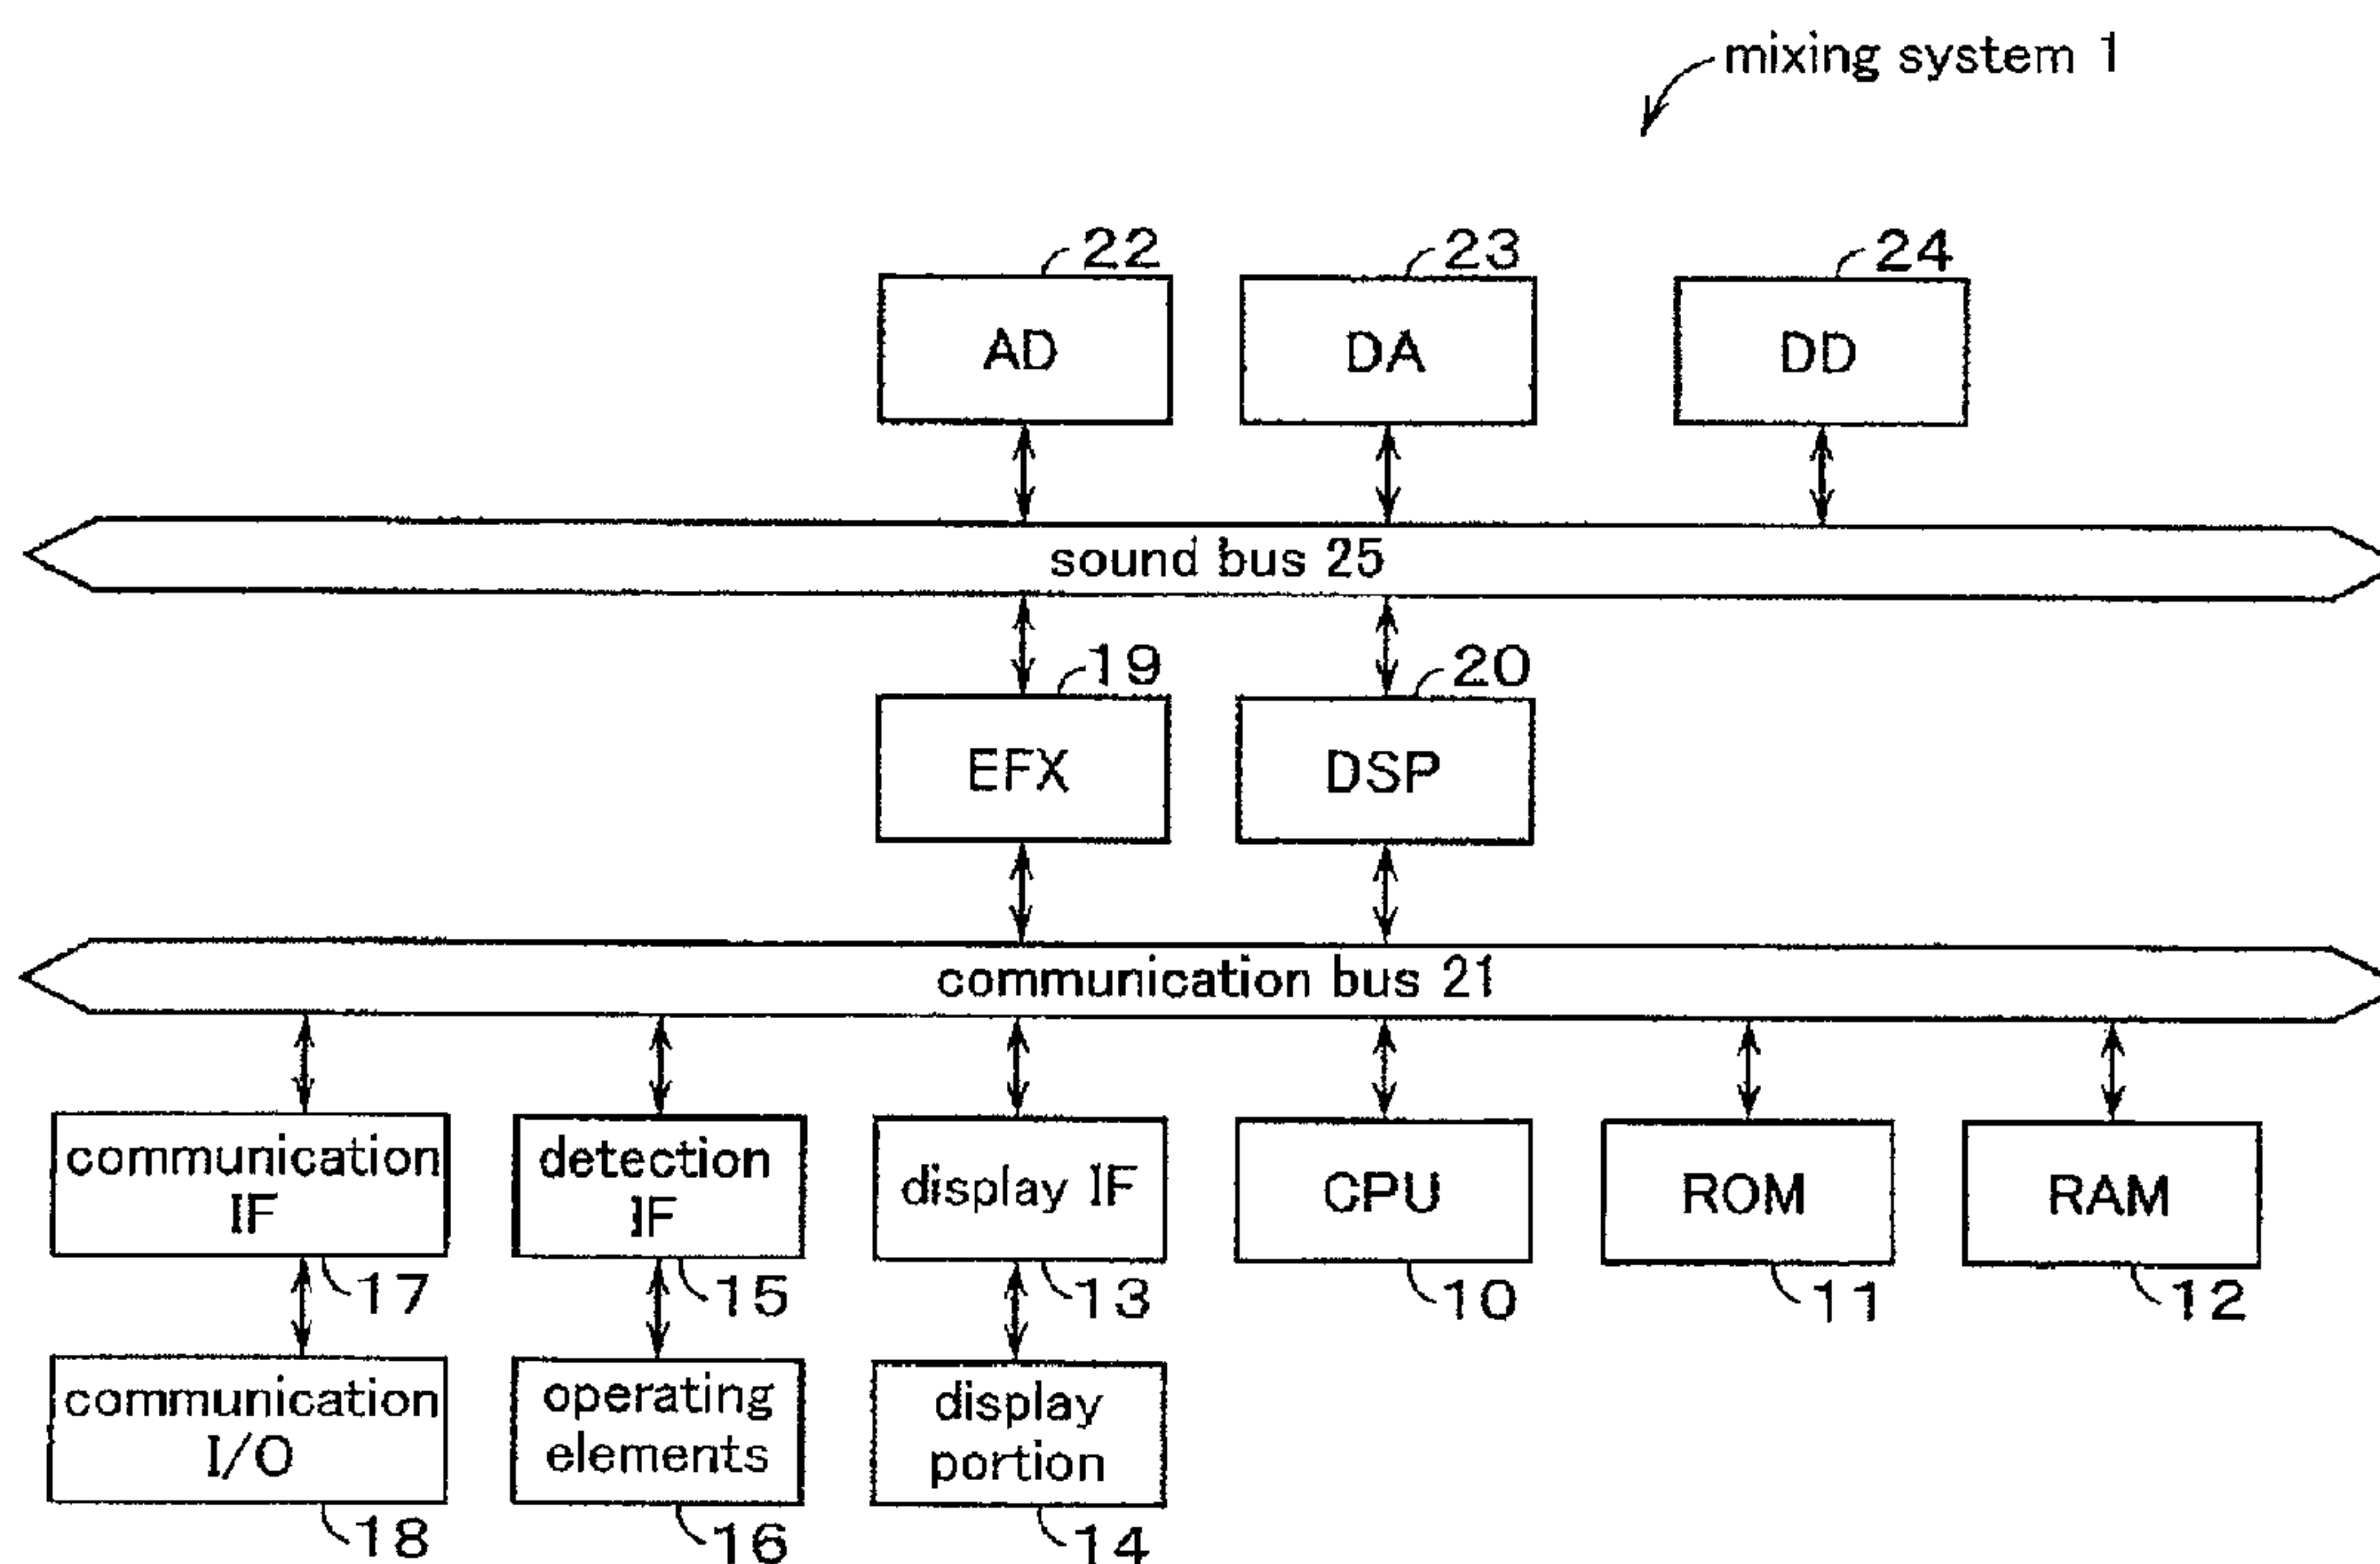 mixing system 1
22
23
24
AD
DA
DD
sound bus 25
19
20
EFX
DSP
communication bus 21
communication
IF
detection
IF
display IF
CPU
ROM
RAM
17
15
13
10
11
12
communication
I/O
operating
elements
display
portion
18
16
14